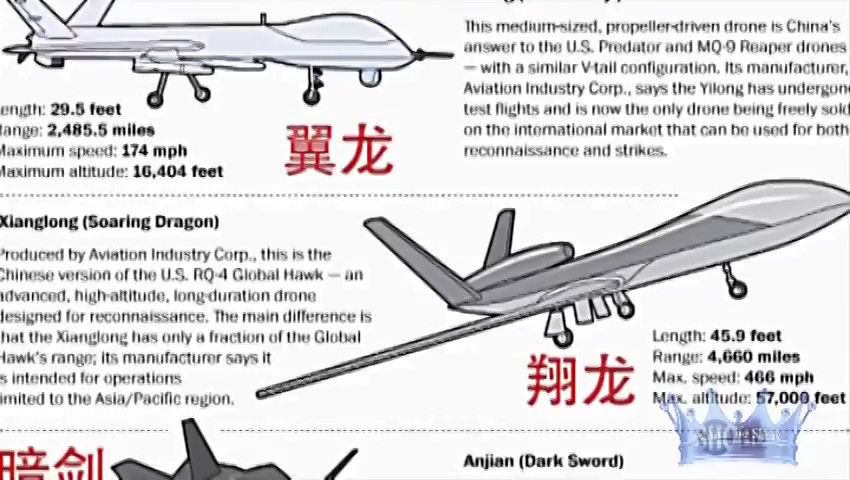 This medium-sized, propeller-driven drone is China's
answer to the U.S. Predator and MQ-9 Reaper drones
— with a similar V-tail configuration. Its manufacturer,
Aviation Industry Corp., says the Yilong has undergone
test flights and is now the only drone being freely sold
on the international market that can be used for both
reconnaissance and strikes.
ength: 29.5 feet
ange: 2,485.5 miles
Maximum speed: 174 mph
Maximum altitude: 16,404 feet
翼龙
Xianglong (Soaring Dragon)
Produced by Aviation Industry Corp., this is the
Chinese version of the U.S. RQ-4 Global Hawk — an
advanced, high-altitude, long-duration drone
designed for reconnaissance. The main difference is
that the Xianglong has only a fraction of the Global
Hawk's range; its manufacturer says it
s intended for operations
imited to the Asia/Pacific region.
翔龙
Length: 45.9 feet
Range: 4,660 miles
Max. speed: 466 mph
Max. altitude: 57,000 feet
暗剑
Anjian (Dark Sword)